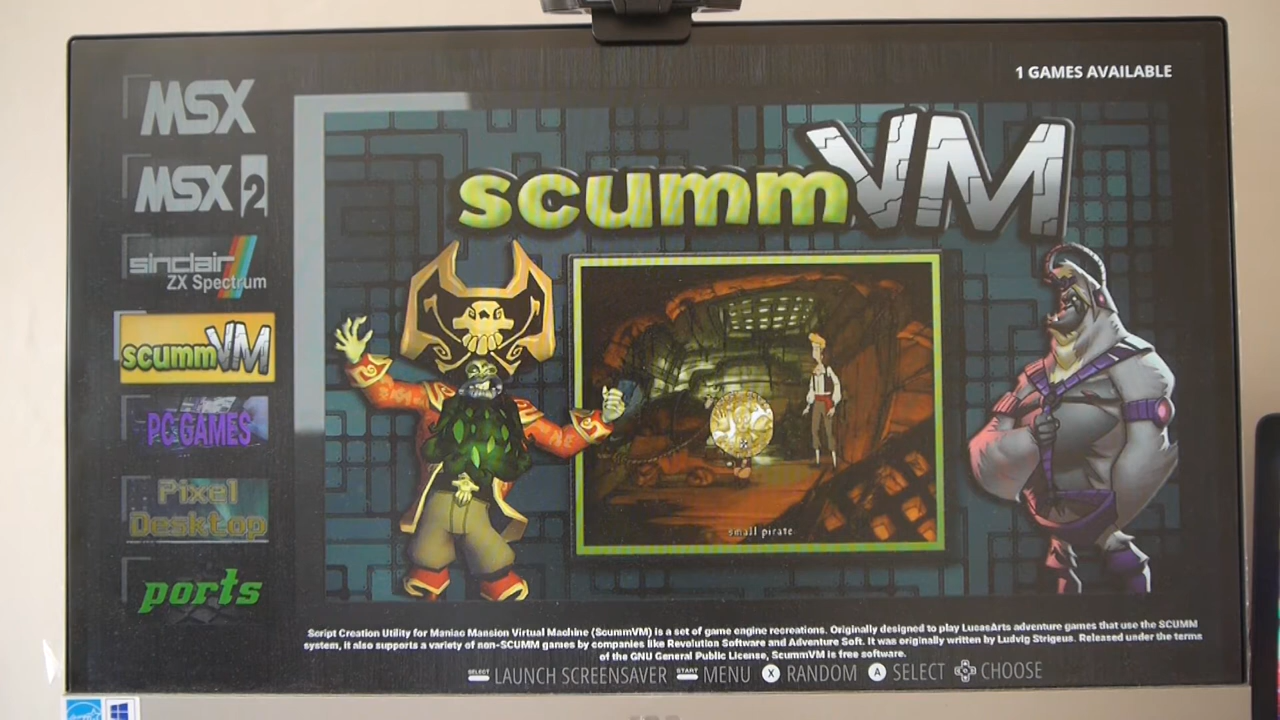 1 GAMES AVAILABLE
MSX
MSX 2
sinclair
ZX Spectrum
scummVM
PC GAMES
Pixel
Desktop
ports
scummVM
small pirate
Script Creation Utility for Maniac Mansion Virtual Machine (ScummVM) is a set of game engine recreations. Originally designed to play LucasArts adventure games that use the SCUMM
system, it also supports a variety of non-SCUMM games by companies like Revolution Software and Adventure Soft. It was originally written by Ludvig Strigeus. Released under the terms
of the GNU General Public License, ScummVM is free software.
SELECT LAUNCH SCREENSAVER START MENU X RANDOM A SELECT CHOOSE